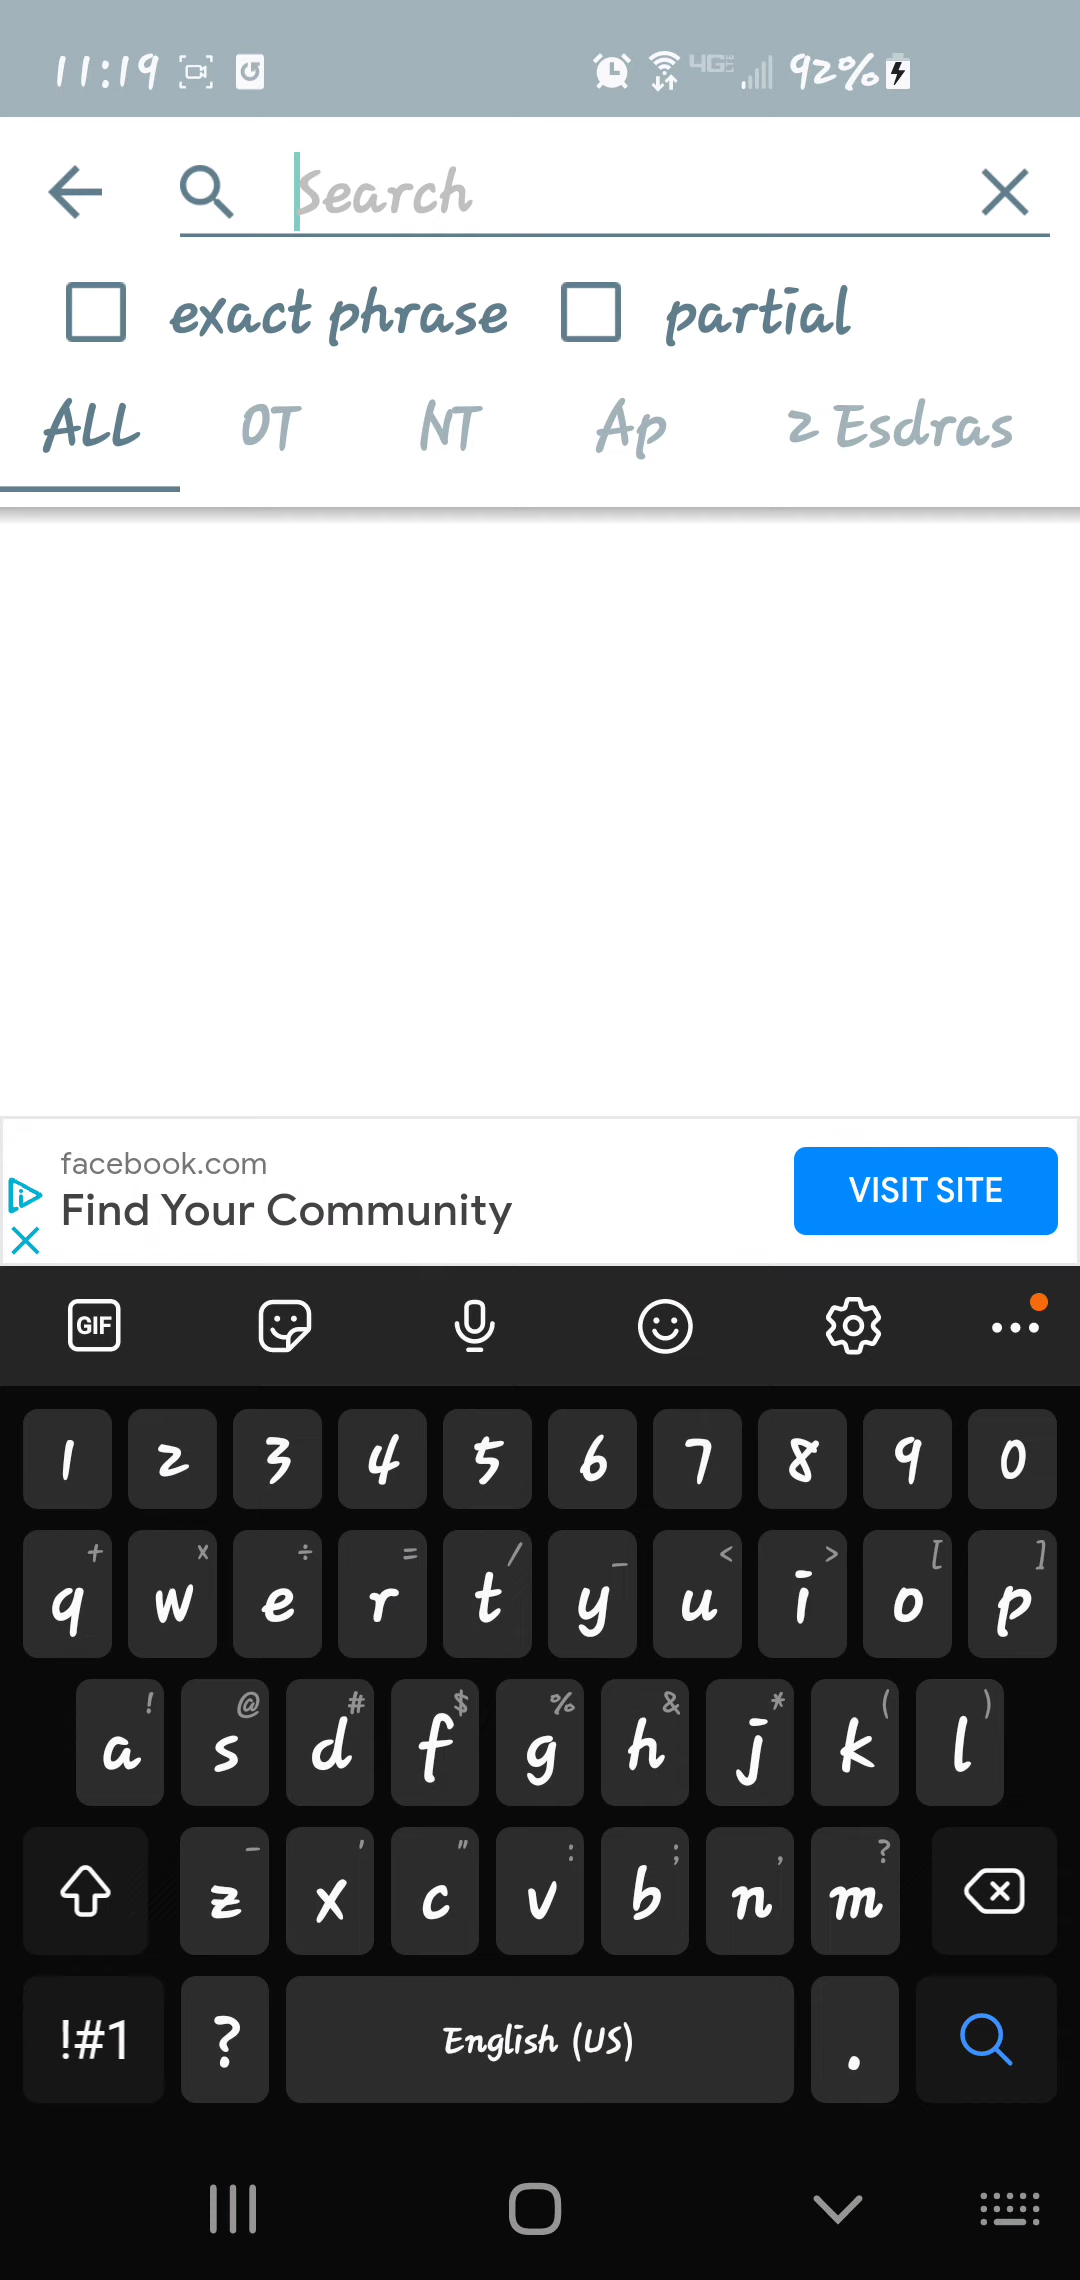 11:19 4GE 92%
Search
exact phrase partial
ALL OT NT Ap 2 Esdras
facebook.com
Find Your Community
VISIT SITE
GIF
1 2 3 4 5 6 7 8 9 0
+ × ÷ = / _ < > [ ]
q w e r t y u i o p
! @ # $ % & * ( )
a s d f g h j k l
- ' " : ; , ?
z x c v b n m
!#1 ? English (US) .